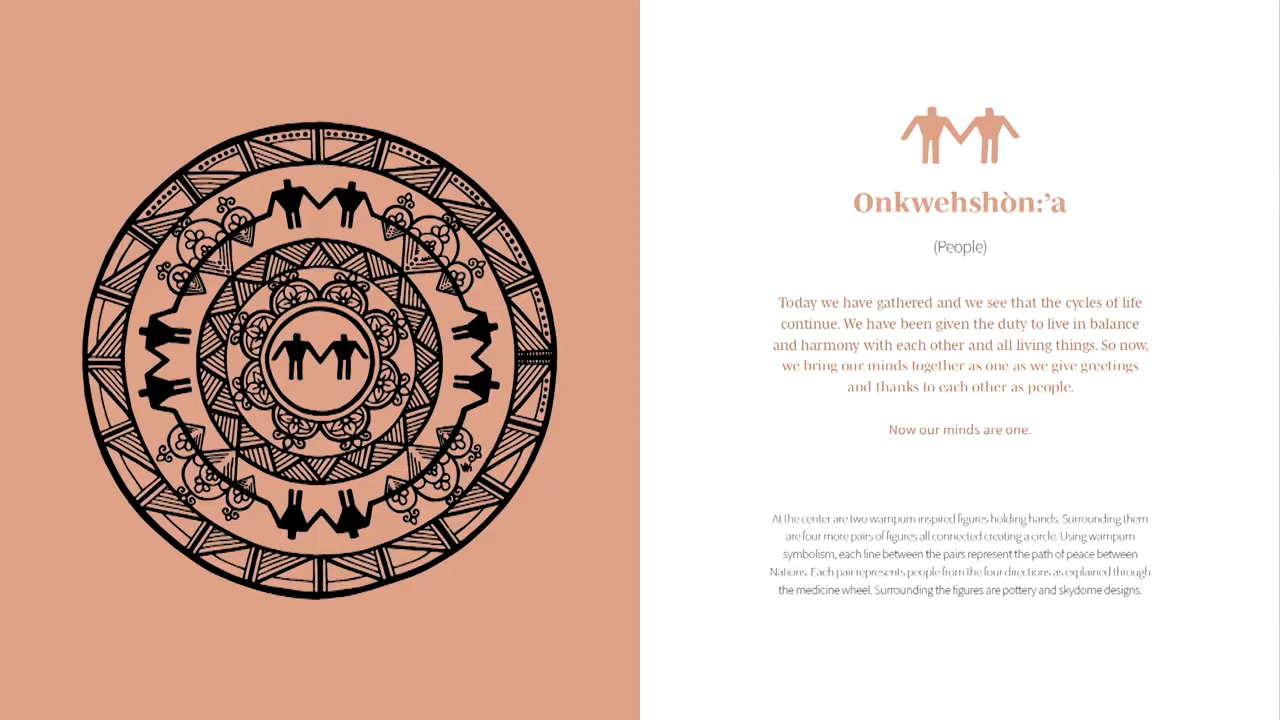 Onkwehshòn:’a
(People)
Today we have gathered and we see that the cycles of life
continue. We have been given the duty to live in balance
and harmony with each other and all living things. So now,
we bring our minds together as one as we give greetings
and thanks to each other as people.
Now our minds are one.
At the center are two wampum inspired figures holding hands. Surrounding them
are four more pairs of figures all connected creating a circle. Using wampum
symbolism, each line between the pairs represent the path of peace between
Nations. Each pair represents people from the four directions as explained through
the medicine wheel. Surrounding the figures are pottery and skydome designs.